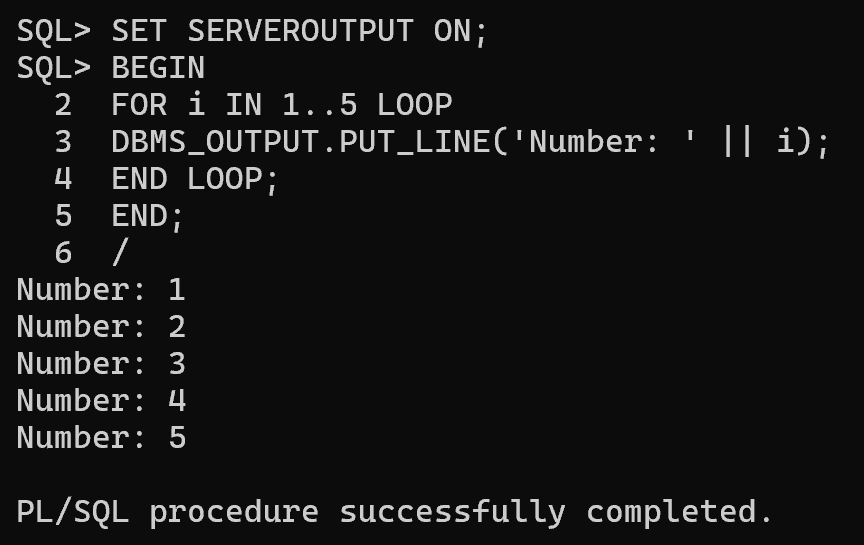 SQL> SET SERVEROUTPUT ON;
SQL> BEGIN
  2  FOR i IN 1..5 LOOP
  3  DBMS_OUTPUT.PUT_LINE('Number: ' || i);
  4  END LOOP;
  5  END;
  6  /
Number: 1
Number: 2
Number: 3
Number: 4
Number: 5

PL/SQL procedure successfully completed.